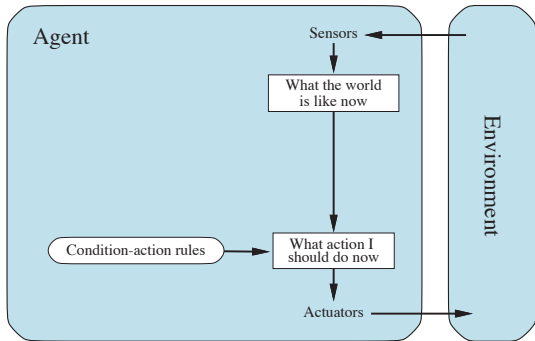 Agent
Sensors
What the world
is like now
Environment
Condition-action rules
What action I
should do now
Actuators